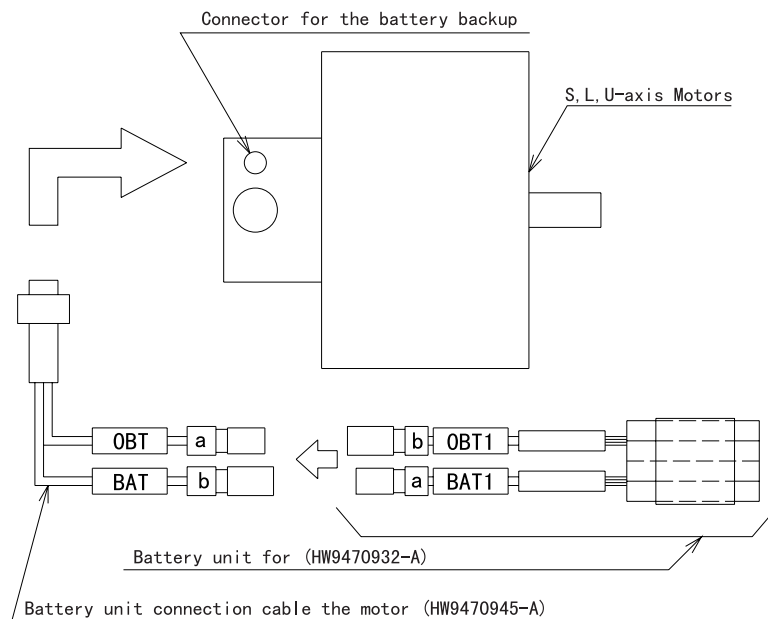 Connector for the battery backup
S,L,U-axis Motors
OBT a b OBT1
BAT b a BAT1
Battery unit for (HW9470932-A)
Battery unit connection cable the motor (HW9470945-A)